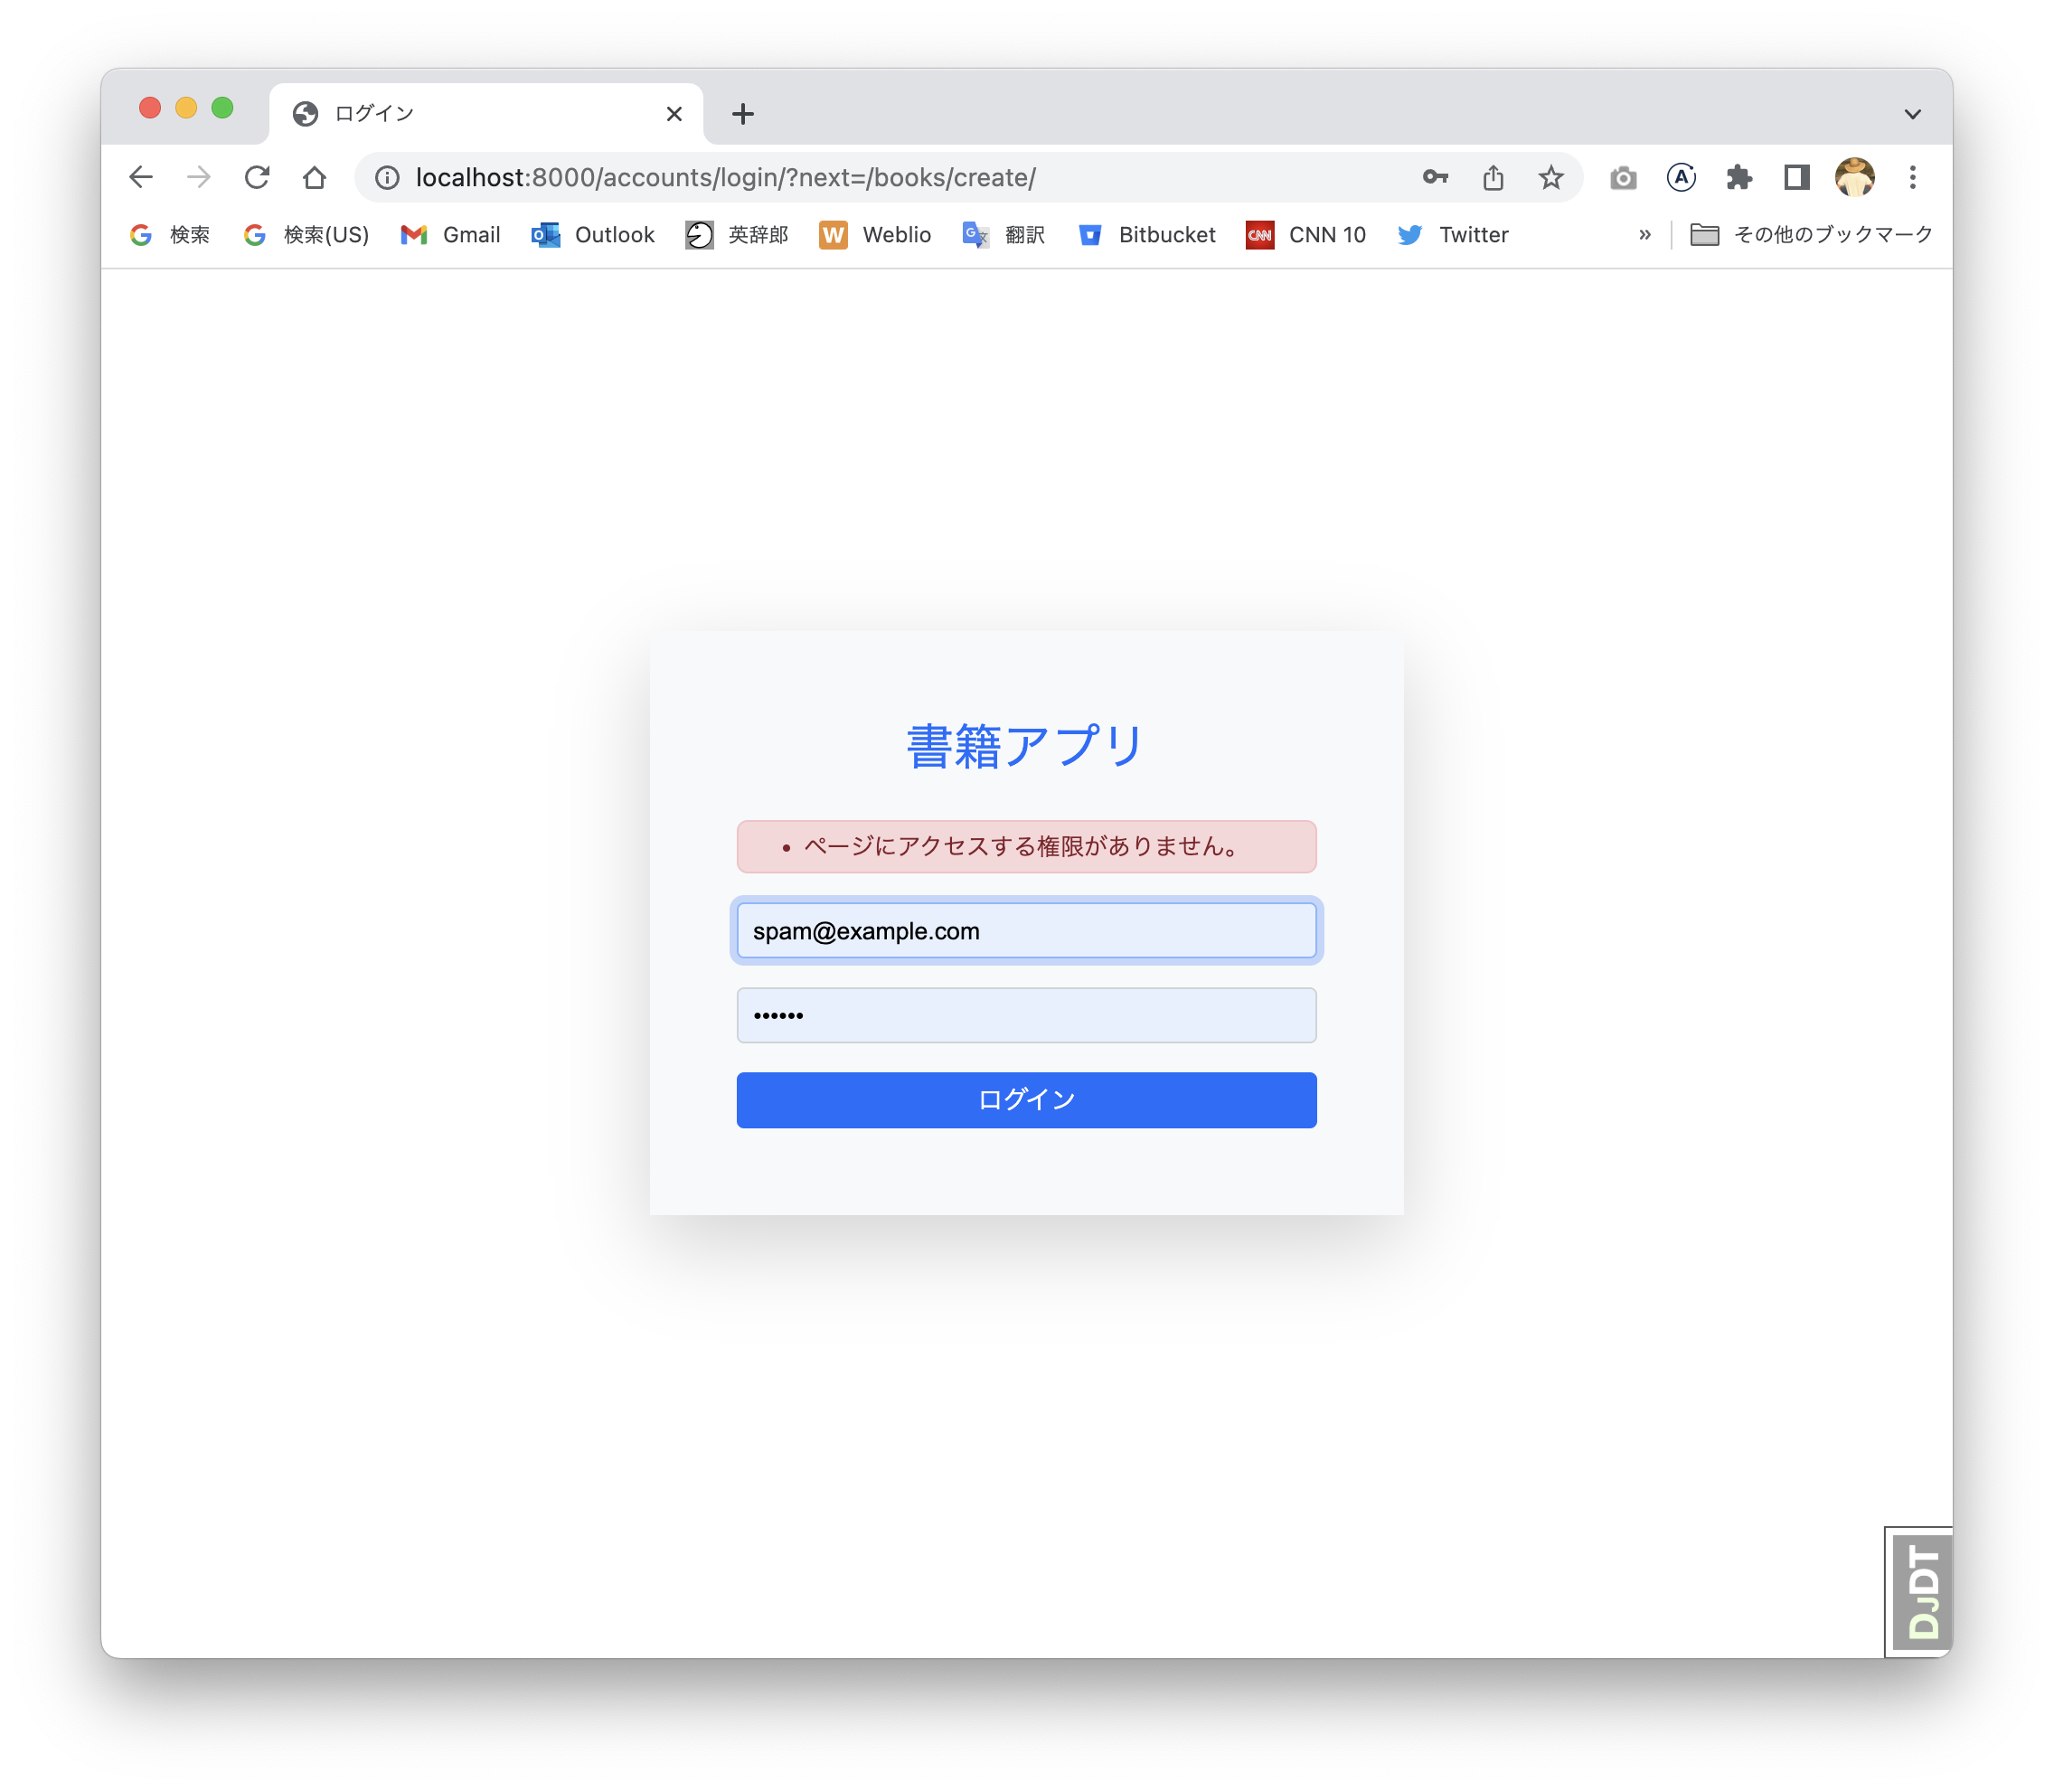 ログイン
localhost:8000/accounts/login/?next=/books/create/
検索 検索(US) Gmail Outlook 英辞郎 Weblio 翻訳 Bitbucket CNN 10 Twitter » その他のブックマーク
書籍アプリ
• ページにアクセスする権限がありません。
spam@example.com
••••••
ログイン
DJDT